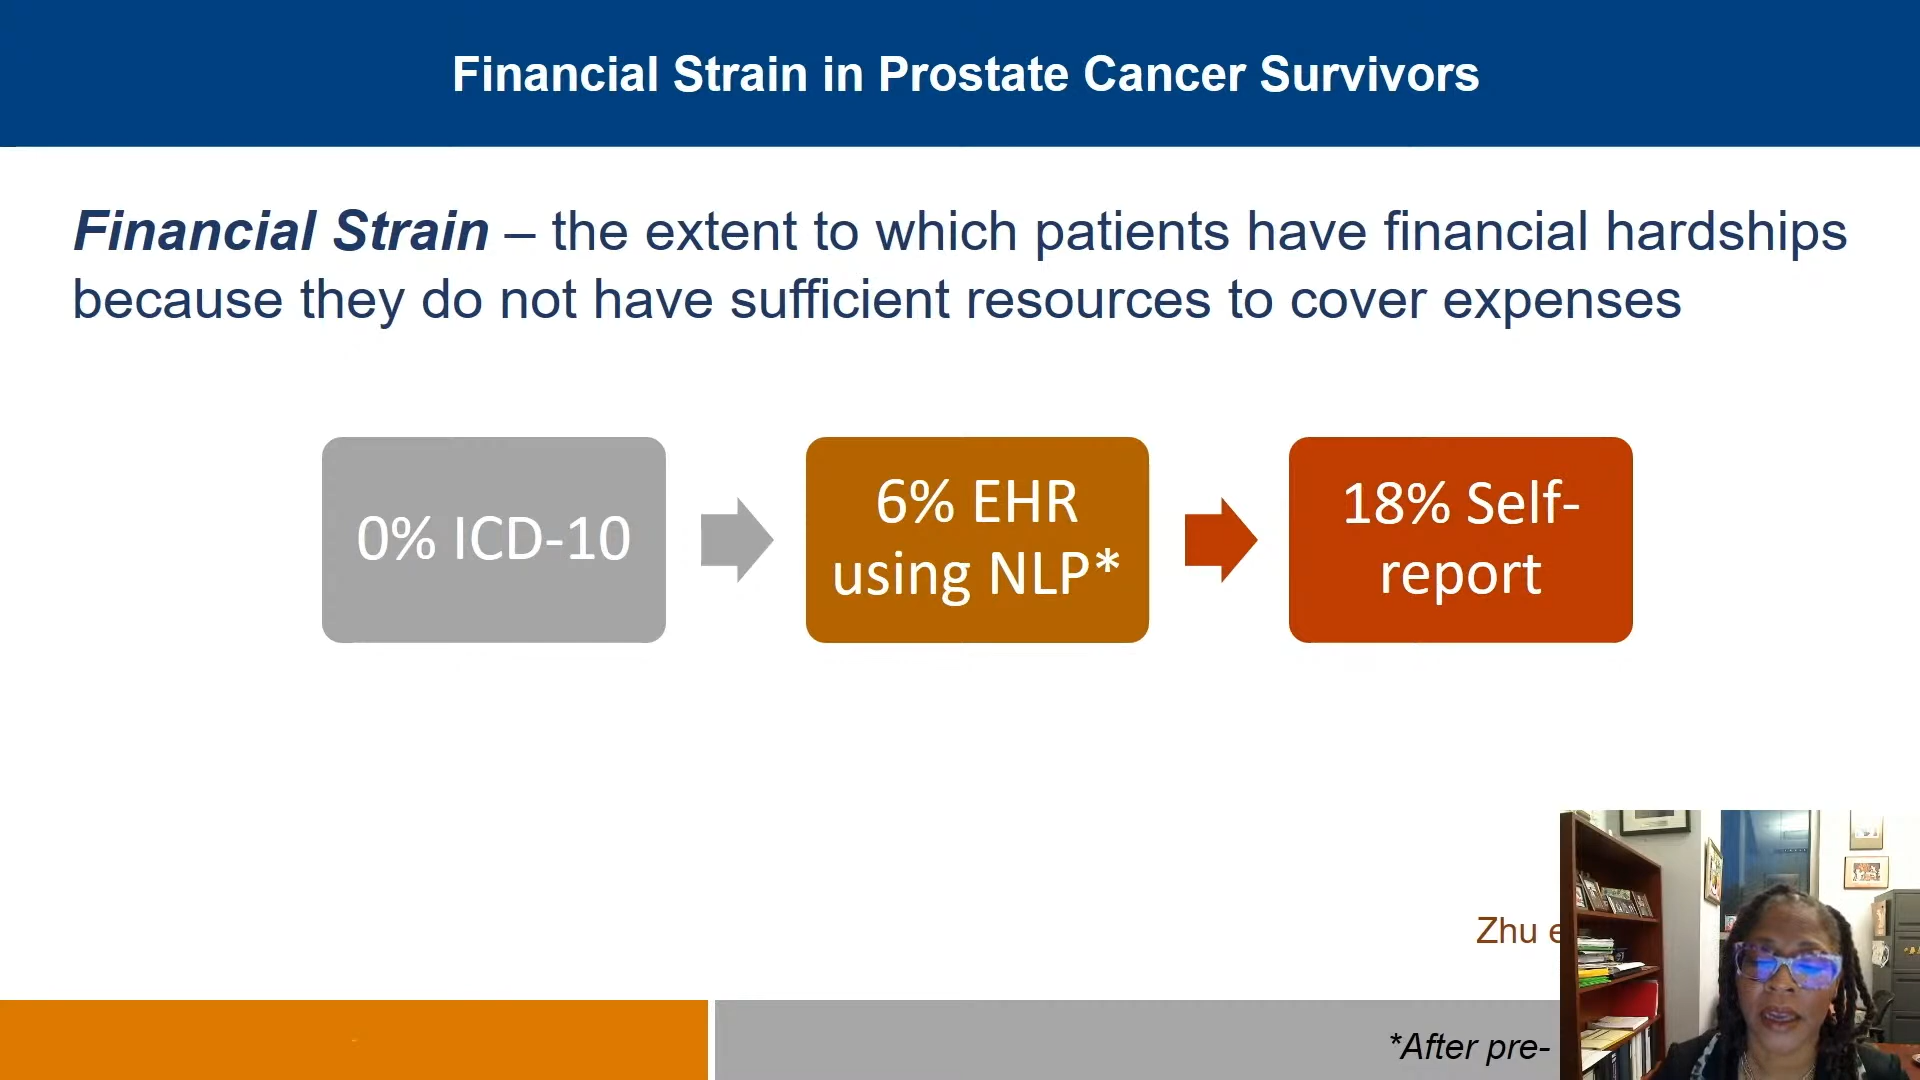 Financial Strain in Prostate Cancer Survivors
Financial Strain – the extent to which patients have financial hardships
because they do not have sufficient resources to cover expenses
0% ICD-10
6% EHR
using NLP*
18% Self-
report
Zhu
*After pre-